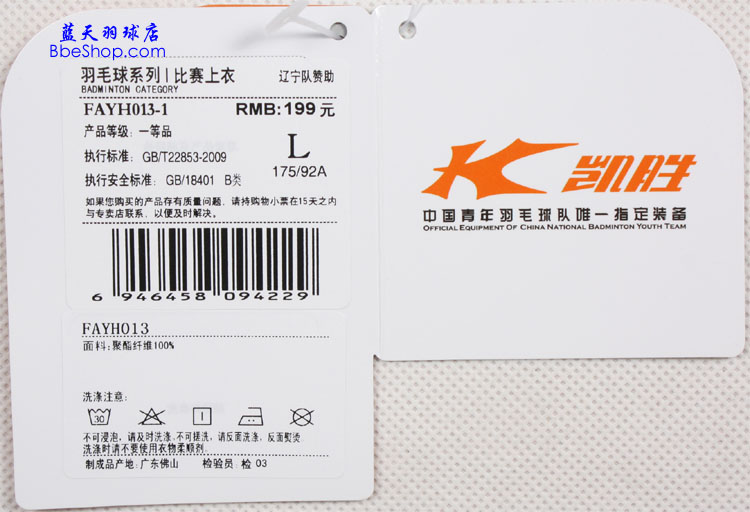 蓝天羽球店
BbeShop.com
羽毛球系列 | 比赛上衣 辽宁队赞助
BADMINTON CATEGORY
FAYH013-1 RMB: 199 元
产品等级: 一等品
L
执行标准: GB/T22853-2009
175/92A
执行安全标准: GB/18401 B类
如果您购买的产品存有质量问题, 请持购物小票在15天之内
与专卖店联系, 以便及时解决.
6 946458 094229
FAYH013
面料: 聚酯纤维100%
洗涤注意:
30
不可浸泡, 请及时洗涤.不可搓洗, 请反面洗涤, 反面熨烫
洗涤时请不要使用衣物柔顺剂.
制成品产地: 广东佛山 检验员: 检 03
K 凯胜
中国青年羽毛球队唯一指定装备
OFFICIAL EQUIPMENT OF CHINA NATIONAL BADMINTON YOUTH TEAM